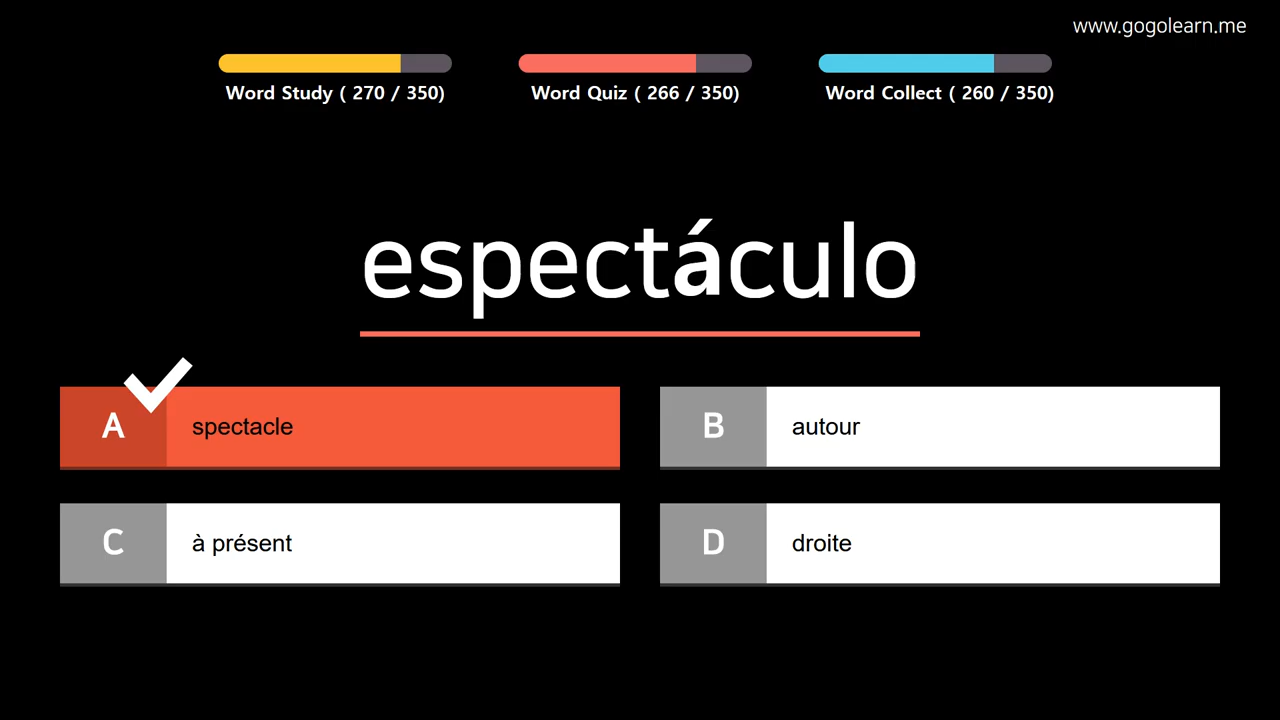 www.gogolearn.me
Word Study ( 270 / 350)
Word Quiz ( 266 / 350)
Word Collect ( 260 / 350)
espectáculo
A spectacle
B autour
C à présent
D droite